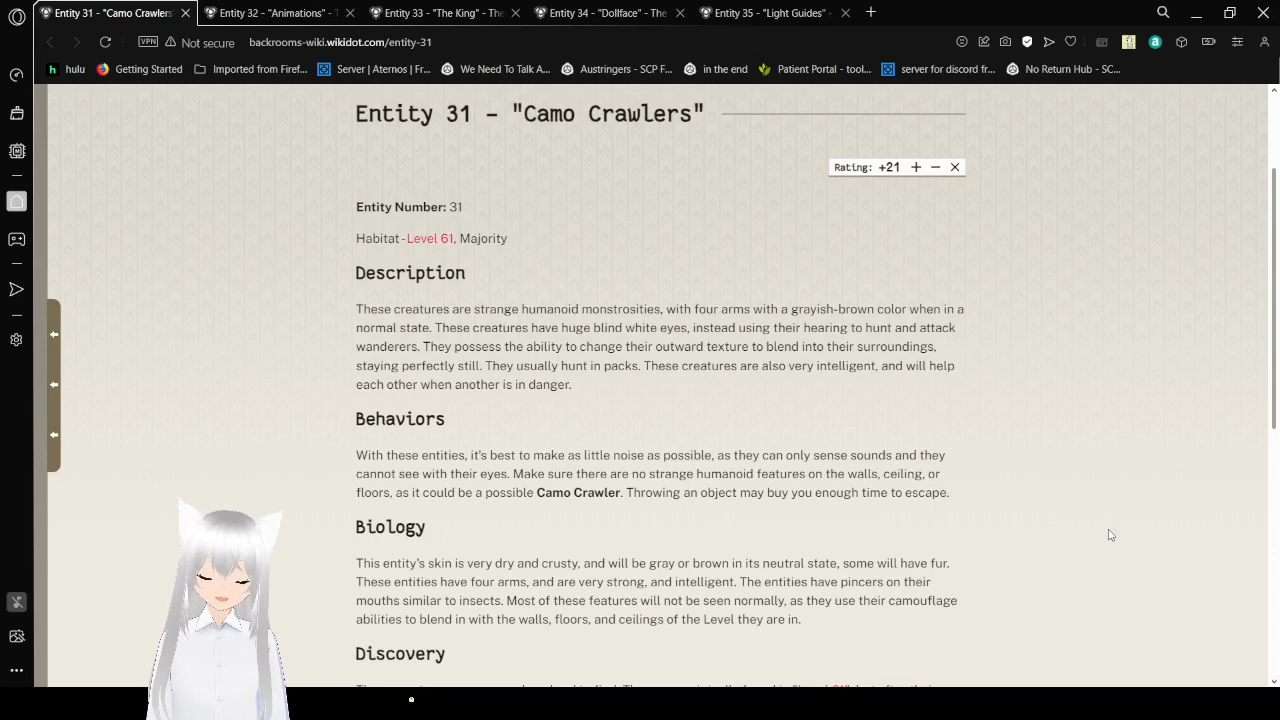 Entity 31 - "Camo Crawlers"
Entity 32 - "Animations" - T
Entity 33 - "The King" - The
Entity 34 - "Dollface" - The
Entity 35 - "Light Guides" -
VPN
Not secure
backrooms-wiki.wikidot.com/entity-31
hulu
Getting Started
Imported from Firef...
Server | Aternos | Fr...
We Need To Talk A...
Austringers - SCP F...
in the end
Patient Portal - tool...
server for discord fr...
No Return Hub - SC...
Entity 31 - "Camo Crawlers"
Rating: +21 + − X
Entity Number: 31
Habitat - Level 61, Majority
Description
These creatures are strange humanoid monstrosities, with four arms with a grayish-brown color when in a
normal state. These creatures have huge blind white eyes, instead using their hearing to hunt and attack
wanderers. They possess the ability to change their outward texture to blend into their surroundings,
staying perfectly still. They usually hunt in packs. These creatures are also very intelligent, and will help
each other when another is in danger.
Behaviors
With these entities, it's best to make as little noise as possible, as they can only sense sounds and they
cannot see with their eyes. Make sure there are no strange humanoid features on the walls, ceiling, or
floors, as it could be a possible Camo Crawler. Throwing an object may buy you enough time to escape.
Biology
This entity's skin is very dry and crusty, and will be gray or brown in its neutral state, some will have fur.
These entities have four arms, and are very strong, and intelligent. The entities have pincers on their
mouths similar to insects. Most of these features will not be seen normally, as they use their camouflage
abilities to blend in with the walls, floors, and ceilings of the Level they are in.
Discovery